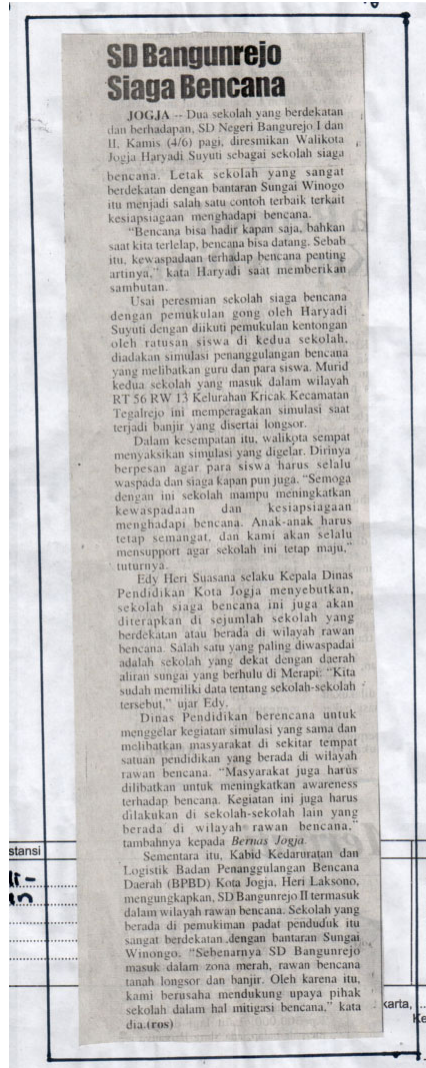 SD Bangunrejo
Siaga Bencana
JOGJA -- Dua sekolah yang berdekatan
dan berhadapan, SD Negeri Bangurejo I dan
II, Kamis (4/6) pagi, diresmikan Walikota
Jogja Haryadi Suyuti sebagai sekolah siaga
bencana. Letak sekolah yang sangat
berdekatan dengan bantaran Sungai Winogo
itu menjadi salah satu contoh terbaik terkait
kesiapsiagaan menghadapi bencana.
"Bencana bisa hadir kapan saja, bahkan
saat kita terlelap, bencana bisa datang. Sebab
itu, kewaspadaan terhadap bencana penting
artinya," kata Haryadi saat memberikan
sambutan.
Usai peresmian sekolah siaga bencana
dengan pemukulan gong oleh Haryadi
Suyuti dengan diikuti pemukulan kentongan
oleh ratusan siswa di kedua sekolah,
diadakan simulasi penanggulangan bencana
yang melibatkan guru dan para siswa. Murid
kedua sekolah yang masuk dalam wilayah
RT 56 RW 13 Kelurahan Kricak Kecamatan
Tegalrejo ini memperagakan simulasi saat
terjadi banjir yang disertai longsor.
Dalam kesempatan itu, walikota sempat
menyaksikan simulasi yang digelar. Dirinya
berpesan agar para siswa harus selalu
waspada dan siaga kapan pun juga. "Semoga
dengan ini sekolah mampu meningkatkan
kewaspadaan dan kesiapsiagaan
menghadapi bencana. Anak-anak harus
tetap semangat, dan kami akan selalu
mensupport agar sekolah ini tetap maju,"
tuturnya.
Edy Heri Suasana selaku Kepala Dinas
Pendidikan Kota Jogja menyebutkan,
sekolah siaga bencana ini juga akan
diterapkan di sejumlah sekolah yang
berdekatan atau berada di wilayah rawan
bencana. Salah satu yang paling diwaspadai
adalah sekolah yang dekat dengan daerah
aliran sungai yang berhulu di Merapi. "Kita
sudah memiliki data tentang sekolah-sekolah
tersebut," ujar Edy.
Dinas Pendidikan berencana untuk
menggelar kegiatan simulasi yang sama dan
melibatkan masyarakat di sekitar tempat
satuan pendidikan yang berada di wilayah
rawan bencana. "Masyarakat juga harus
dilibatkan untuk meningkatkan awareness
terhadap bencana. Kegiatan ini juga harus
dilakukan di sekolah-sekolah lain yang
berada di wilayah rawan bencana,"
tambahnya kepada Bernas Jogja.
Sementara itu, Kabid Kedaruratan dan
Logistik Badan Penanggulangan Bencana
Daerah (BPBD) Kota Jogja, Heri Laksono,
mengungkapkan, SD Bangunrejo II termasuk
dalam wilayah rawan bencana. Sekolah yang
berada di pemukiman padat penduduk itu
sangat berdekatan dengan bantaran Sungai
Winongo. "Sebenarnya SD Bangunrejo
masuk dalam zona merah, rawan bencana
tanah longsor dan banjir. Oleh karena itu,
kami berusaha mendukung upaya pihak
sekolah dalam hal mitigasi bencana," kata
dia.(ros)
stansi
karta, ...
Ke